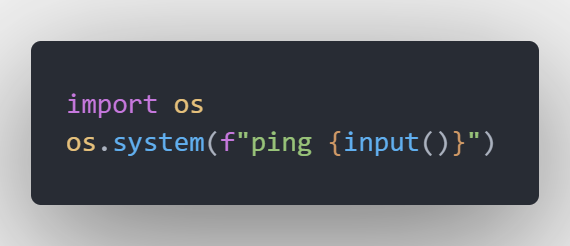 import os
os.system(f"ping {input()}")